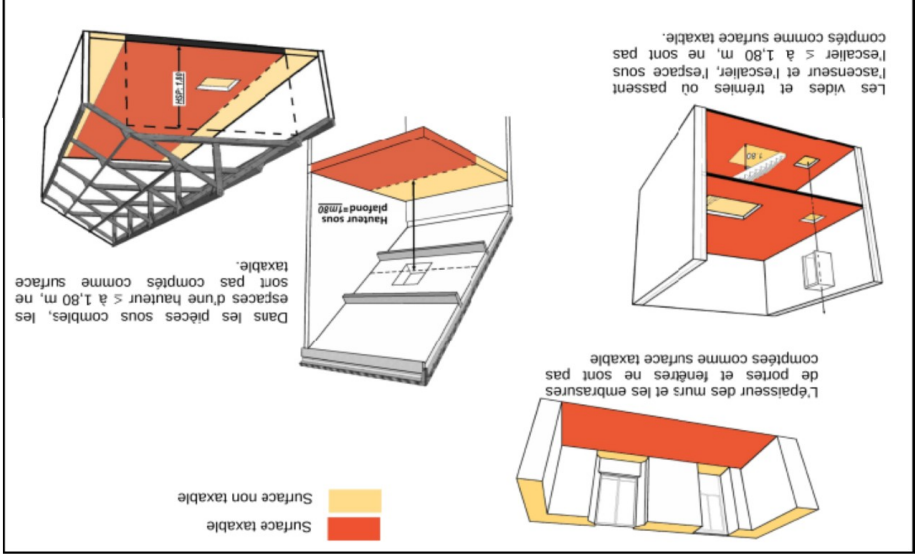 Surface taxable
Surface non taxable
L'épaisseur des murs et les embrasures
de portes et fenêtres ne sont pas
comptées comme surface taxable
Dans les pièces sous combles, les
espaces d'une hauteur ≤ à 1,80 m, ne
sont pas comptés comme surface
taxable.
Hauteur sous
plafond=1m80
HSP: 1,80
Les vides et trémies où passent
l'ascenseur et l'escalier, l'espace sous
l'escalier ≤ à 1,80 m, ne sont pas
comptés comme surface taxable.
1,80